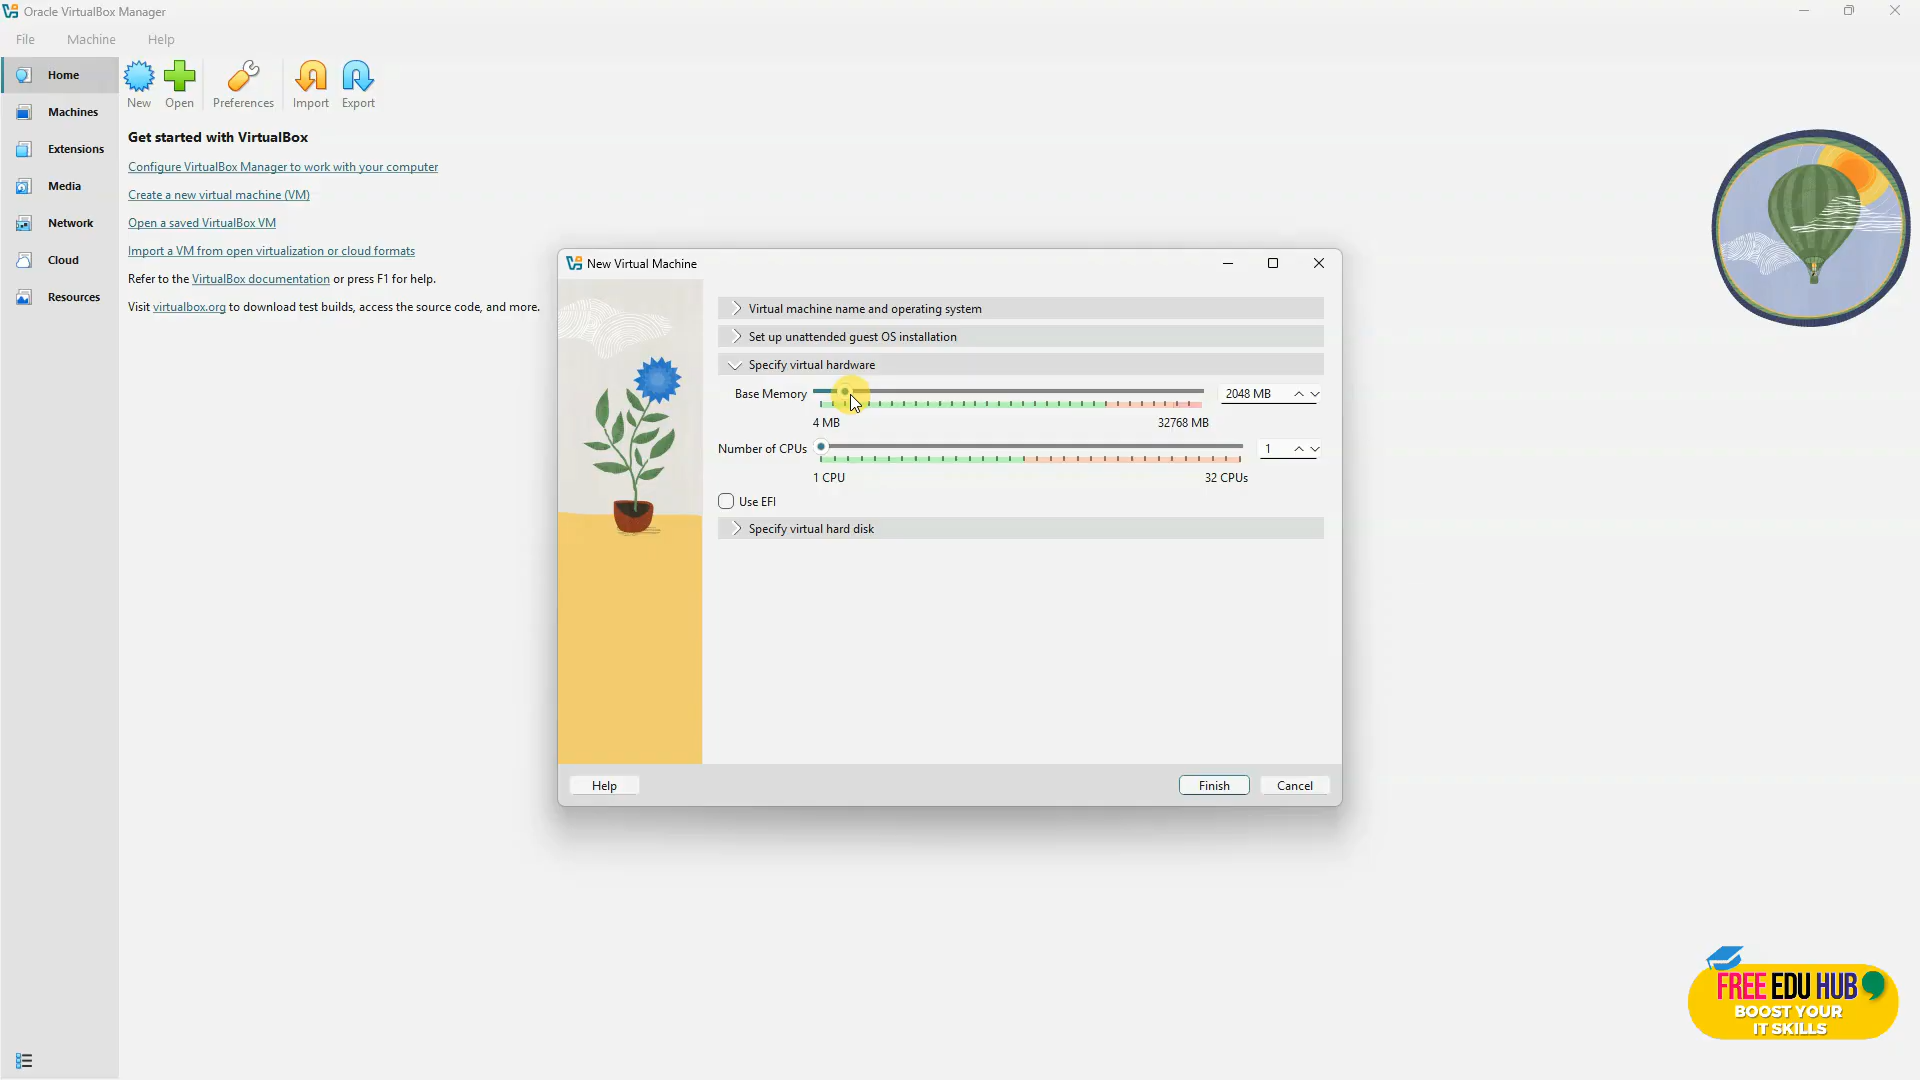 Oracle VirtualBox Manager
File Machine Help
Home
Machines
Extensions
Media
Network
Cloud
Resources
New Open Preferences Import Export
Get started with VirtualBox
Configure VirtualBox Manager to work with your computer
Create a new virtual machine (VM)
Open a saved VirtualBox VM
Import a VM from open virtualization or cloud formats
Refer to the VirtualBox documentation or press F1 for help.
Visit virtualbox.org to download test builds, access the source code, and more.
New Virtual Machine
Virtual machine name and operating system
Set up unattended guest OS installation
Specify virtual hardware
Base Memory 2048 MB
4 MB 32768 MB
Number of CPUs 1
1 CPU 32 CPUs
Use EFI
Specify virtual hard disk
Help Finish Cancel
FREE EDU HUB
BOOST YOUR
IT SKILLS